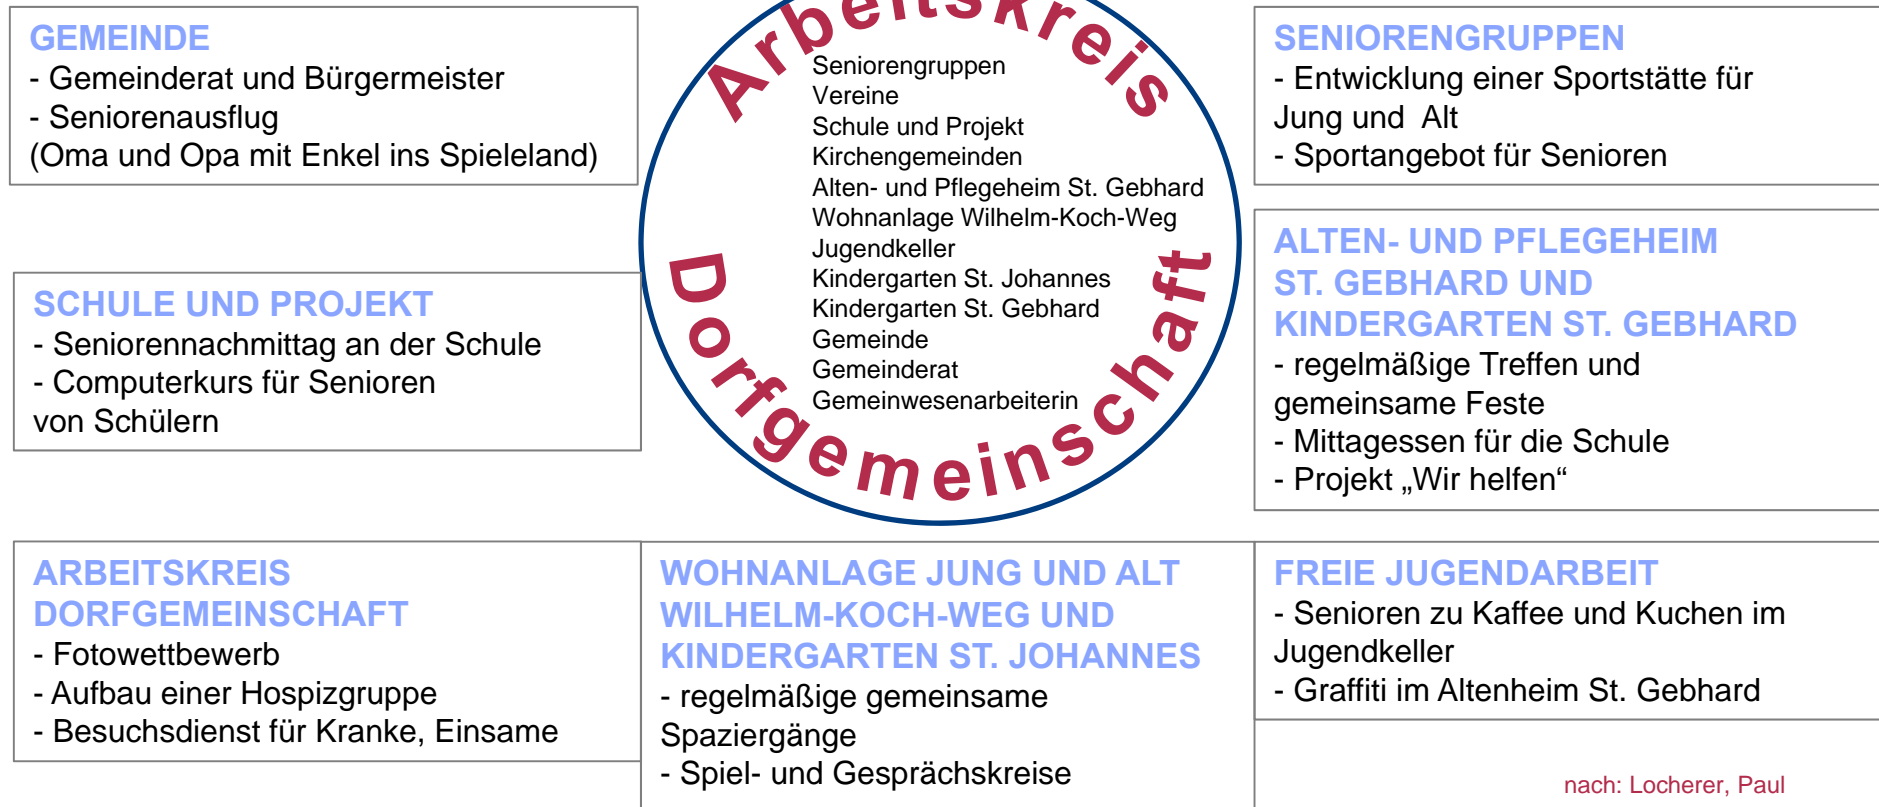 GEMEINDE
- Gemeinderat und Bürgermeister
- Seniorenausflug
(Oma und Opa mit Enkel ins Spieleland)
SCHULE UND PROJEKT
- Seniorennachmittag an der Schule
- Computerkurs für Senioren
von Schülern
Arbeitskreis
Seniorengruppen
Vereine
Schule und Projekt
Kirchengemeinden
Alten- und Pflegeheim St. Gebhard
Wohnanlage Wilhelm-Koch-Weg
Jugendkeller
Kindergarten St. Johannes
Kindergarten St. Gebhard
Gemeinde
Gemeinderat
Gemeinwesenarbeiterin
Dorfgemeinschaft
SENIORENGRUPPEN
- Entwicklung einer Sportstätte für
Jung und Alt
- Sportangebot für Senioren
ALTEN- UND PFLEGEHEIM
ST. GEBHARD UND
KINDERGARTEN ST. GEBHARD
- regelmäßige Treffen und
gemeinsame Feste
- Mittagessen für die Schule
- Projekt „Wir helfen“
ARBEITSKREIS
DORFGEMEINSCHAFT
- Fotowettbewerb
- Aufbau einer Hospizgruppe
- Besuchsdienst für Kranke, Einsame
WOHNANLAGE JUNG UND ALT
WILHELM-KOCH-WEG UND
KINDERGARTEN ST. JOHANNES
- regelmäßige gemeinsame
Spaziergänge
- Spiel- und Gesprächskreise
FREIE JUGENDARBEIT
- Senioren zu Kaffee und Kuchen im
Jugendkeller
- Graffiti im Altenheim St. Gebhard
nach: Locherer, Paul